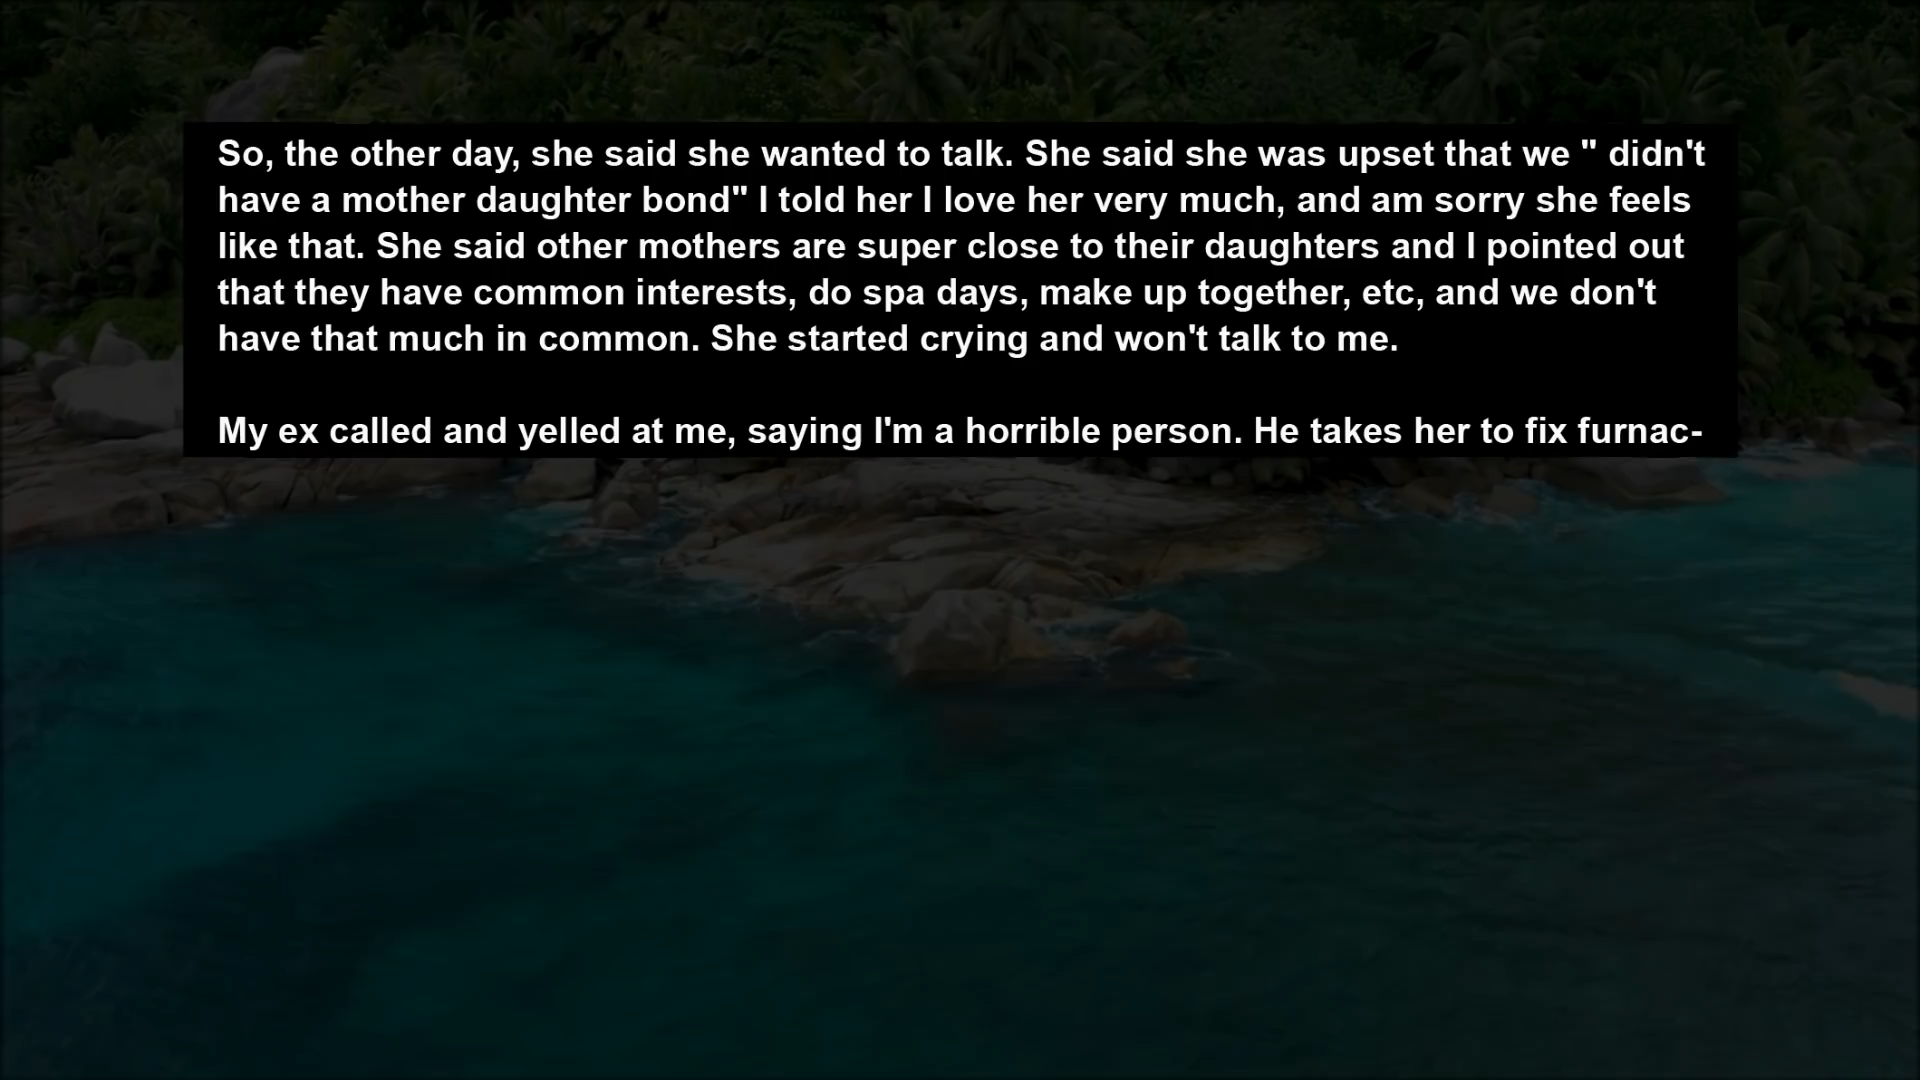 So, the other day, she said she wanted to talk. She said she was upset that we " didn't
have a mother daughter bond" I told her I love her very much, and am sorry she feels
like that. She said other mothers are super close to their daughters and I pointed out
that they have common interests, do spa days, make up together, etc, and we don't
have that much in common. She started crying and won't talk to me.
My ex called and yelled at me, saying I'm a horrible person. He takes her to fix furnac-